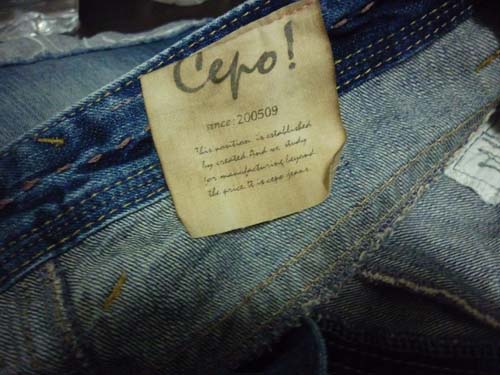 Cepo!
since: 200509
This position is established
by created. And we study
for manufacturing beyond
the price. It is cepo jeans.